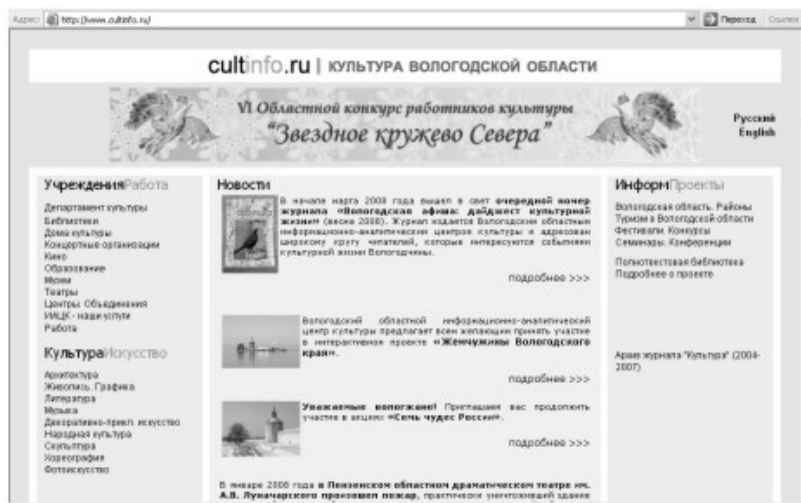 Адрес: http://www.cultinfo.ru/ Переход Ссылки
cultinfo.ru | КУЛЬТУРА ВОЛОГОДСКОЙ ОБЛАСТИ
VI Областной конкурс работников культуры
"Звездное кружево Севера"
Русский
English
УчрежденияРабота
Департамент культуры
Библиотеки
Дома культуры
Концертные организации
Кино
Образование
Музеи
Театры
Центры. Объединения
ИАЦК - наши услуги
Работа
КультураИскусство
Архитектура
Живопись. Графика
Литература
Музыка
Декоративно-прикл. искусство
Народная культура
Скульптура
Хореография
Фотоискусство
Новости
В начале марта 2008 года вышел в свет очередной номер
журнала «Вологодская афиша: дайджест культурной
жизни» (весна 2008). Журнал издается Вологодским областным
информационно-аналитическим центром культуры и адресован
широкому кругу читателей, которые интересуются событиями
культурной жизни Вологодчины.
подробнее >>>
Вологодский областной информационно-аналитический
центр культуры предлагает всем желающим принять участие
в интерактивном проекте «Жемчужины Вологодского
края».
подробнее >>>
Уважаемые вологжане! Приглашаем вас продолжить
участие в акциях «Семь чудес России».
подробнее >>>
В январе 2008 года в Пензенском областном драматическом театре им.
А.В. Луначарского произошел пожар, практически уничтоживший здание
ИнформПроекты
Вологодская область. Районы
Туризм в Вологодской области
Фестивали. Конкурсы
Семинары. Конференции
Полнотекстовая библиотека
Подробнее о проекте
Архив журнала "Культура" (2004-
2007)